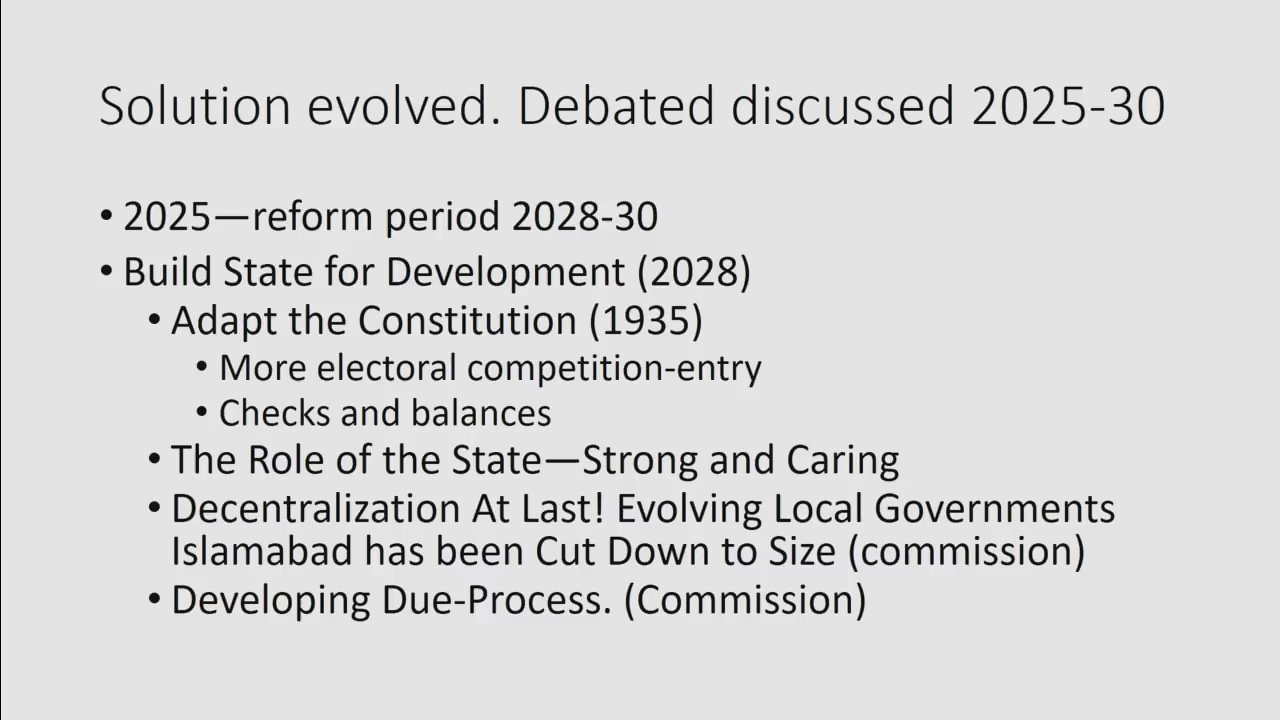 Solution evolved. Debated discussed 2025-30
• 2025—reform period 2028-30
• Build State for Development (2028)
• Adapt the Constitution (1935)
• More electoral competition-entry
• Checks and balances
• The Role of the State—Strong and Caring
• Decentralization At Last! Evolving Local Governments
Islamabad has been Cut Down to Size (commission)
• Developing Due-Process. (Commission)